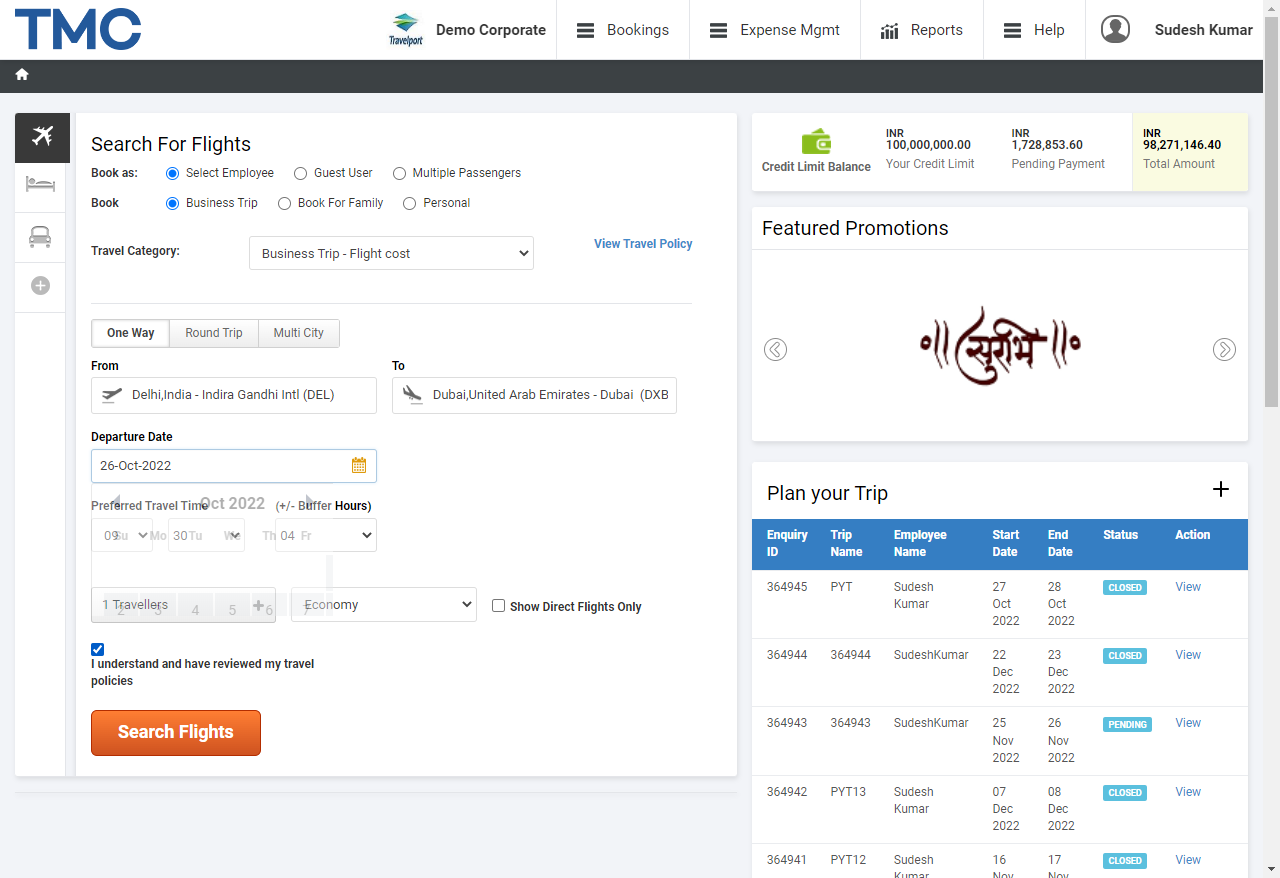 TMC
Travelport
Demo Corporate
Bookings
Expense Mgmt
Reports
Help
Sudesh Kumar
Search For Flights
Book as:
Select Employee
Guest User
Multiple Passengers
Book
Business Trip
Book For Family
Personal
Travel Category:
Business Trip - Flight cost
View Travel Policy
One Way
Round Trip
Multi City
From
To
Delhi,India - Indira Gandhi Intl (DEL)
Dubai,United Arab Emirates - Dubai (DXB
Departure Date
26-Oct-2022
Oct 2022
Preferred Travel Time
(+/- Buffer Hours)
Su Mo Tu We Th Fr
09
30
04
2 3 4 5 6 7
1 Travellers
Economy
Show Direct Flights Only
I understand and have reviewed my travel
policies
Search Flights
Credit Limit Balance
INR
100,000,000.00
Your Credit Limit
INR
1,728,853.60
Pending Payment
INR
98,271,146.40
Total Amount
Featured Promotions
सुरभि
Plan your Trip
Enquiry ID Trip Name Employee Name Start Date End Date Status Action
364945 PYT Sudesh Kumar 27 Oct 2022 28 Oct 2022 CLOSED View
364944 364944 SudeshKumar 22 Dec 2022 23 Dec 2022 CLOSED View
364943 364943 SudeshKumar 25 Nov 2022 26 Nov 2022 PENDING View
364942 PYT13 Sudesh Kumar 07 Dec 2022 08 Dec 2022 CLOSED View
364941 PYT12 Sudesh Kumar 16 Nov 17 Nov CLOSED View